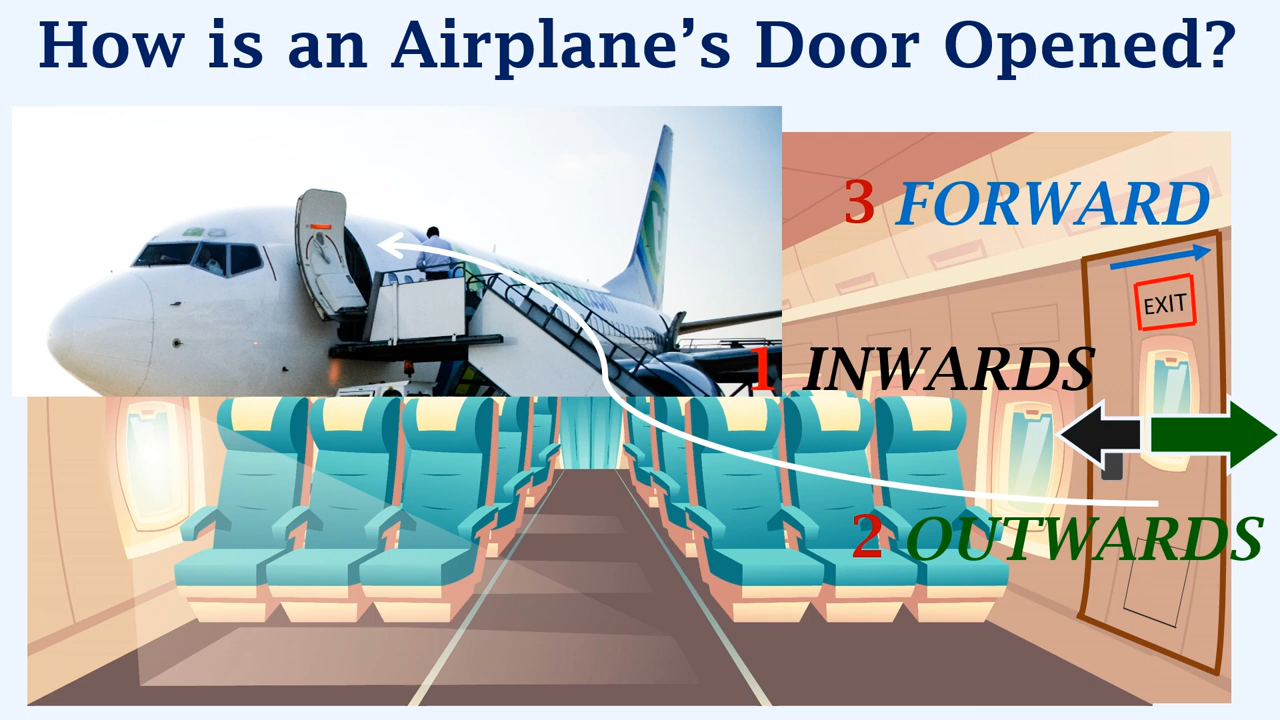 How is an Airplane’s Door Opened?
3 FORWARD
EXIT
1 INWARDS
2 OUTWARDS